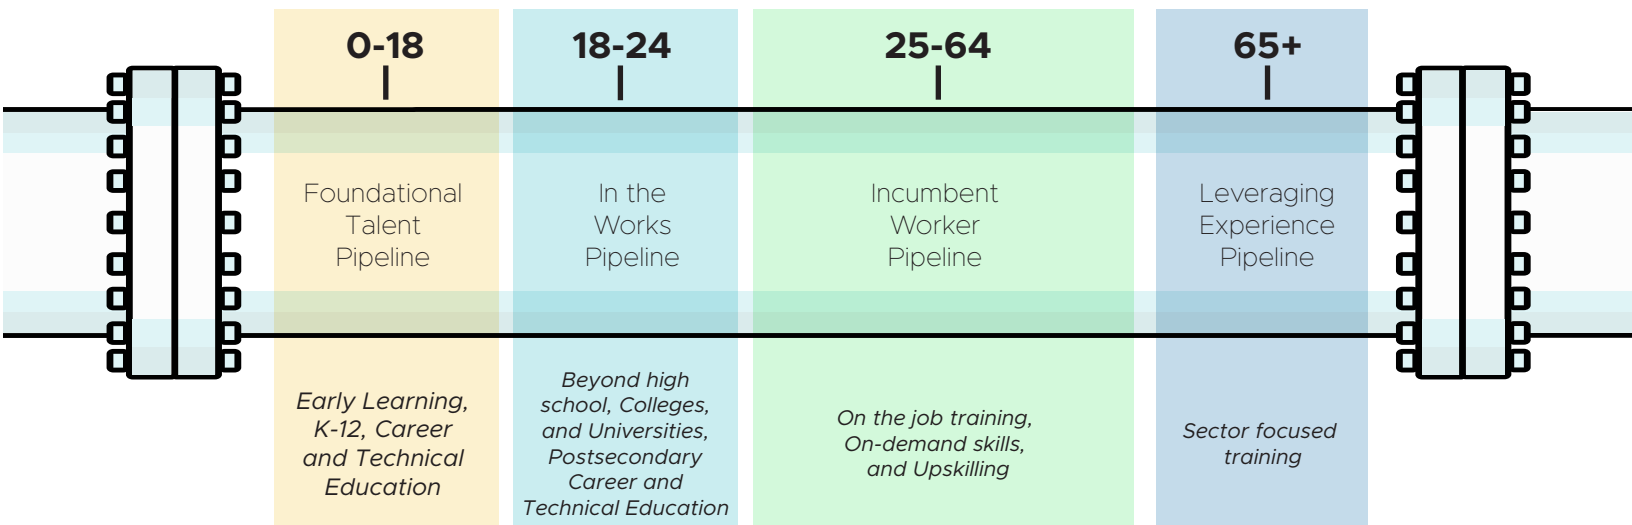 0-18
Foundational
Talent
Pipeline
Early Learning,
K-12, Career
and Technical
Education
18-24
In the
Works
Pipeline
Beyond high
school, Colleges,
and Universities,
Postsecondary
Career and
Technical Education
25-64
Incumbent
Worker
Pipeline
On the job training,
On-demand skills,
and Upskilling
65+
Leveraging
Experience
Pipeline
Sector focused
training